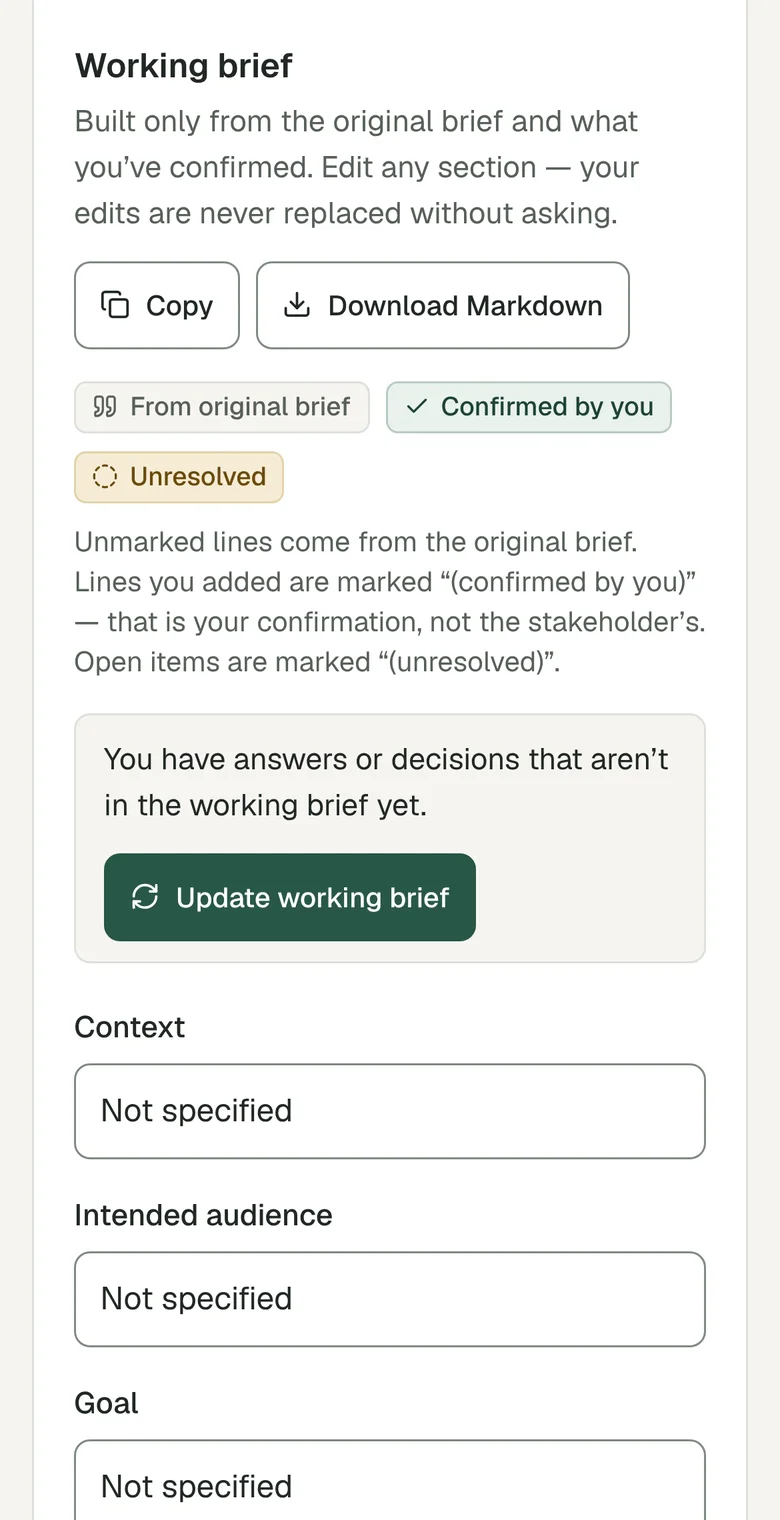 Working brief
Built only from the original brief and what
you’ve confirmed. Edit any section — your
edits are never replaced without asking.
Copy
Download Markdown
From original brief
Confirmed by you
Unresolved
Unmarked lines come from the original brief.
Lines you added are marked “(confirmed by you)”
— that is your confirmation, not the stakeholder’s.
Open items are marked “(unresolved)”.
You have answers or decisions that aren’t
in the working brief yet.
Update working brief
Context
Not specified
Intended audience
Not specified
Goal
Not specified